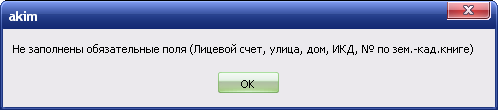 akim
Не заполнены обязательные поля (Лицевой счет, улица, дом, ИКД, № по зем.-кад.книге)
OK